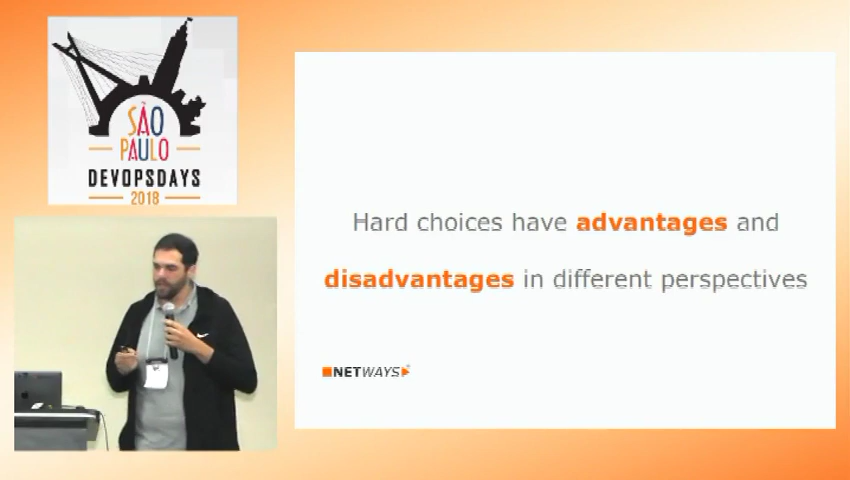 SÃO
PAULO
DEVOPSDAYS
2018
Hard choices have advantages and
disadvantages in different perspectives
NETWAYS